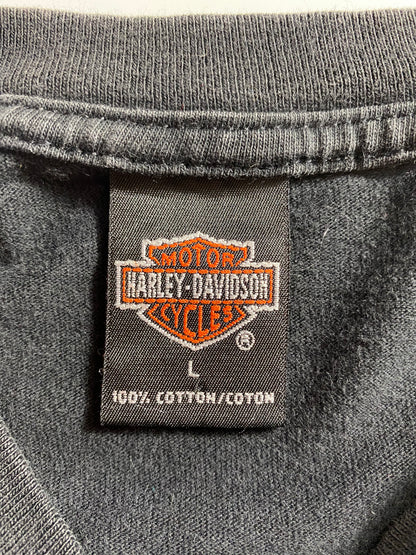 MOTOR
HARLEY-DAVIDSON
CYCLES
®
L
100% COTTON/COTON